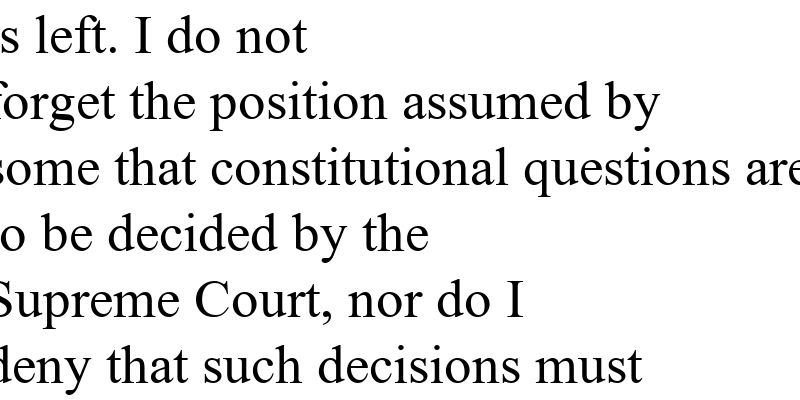 s left. I do not
forget the position assumed by
some that constitutional questions are
o be decided by the
Supreme Court, nor do I
deny that such decisions must